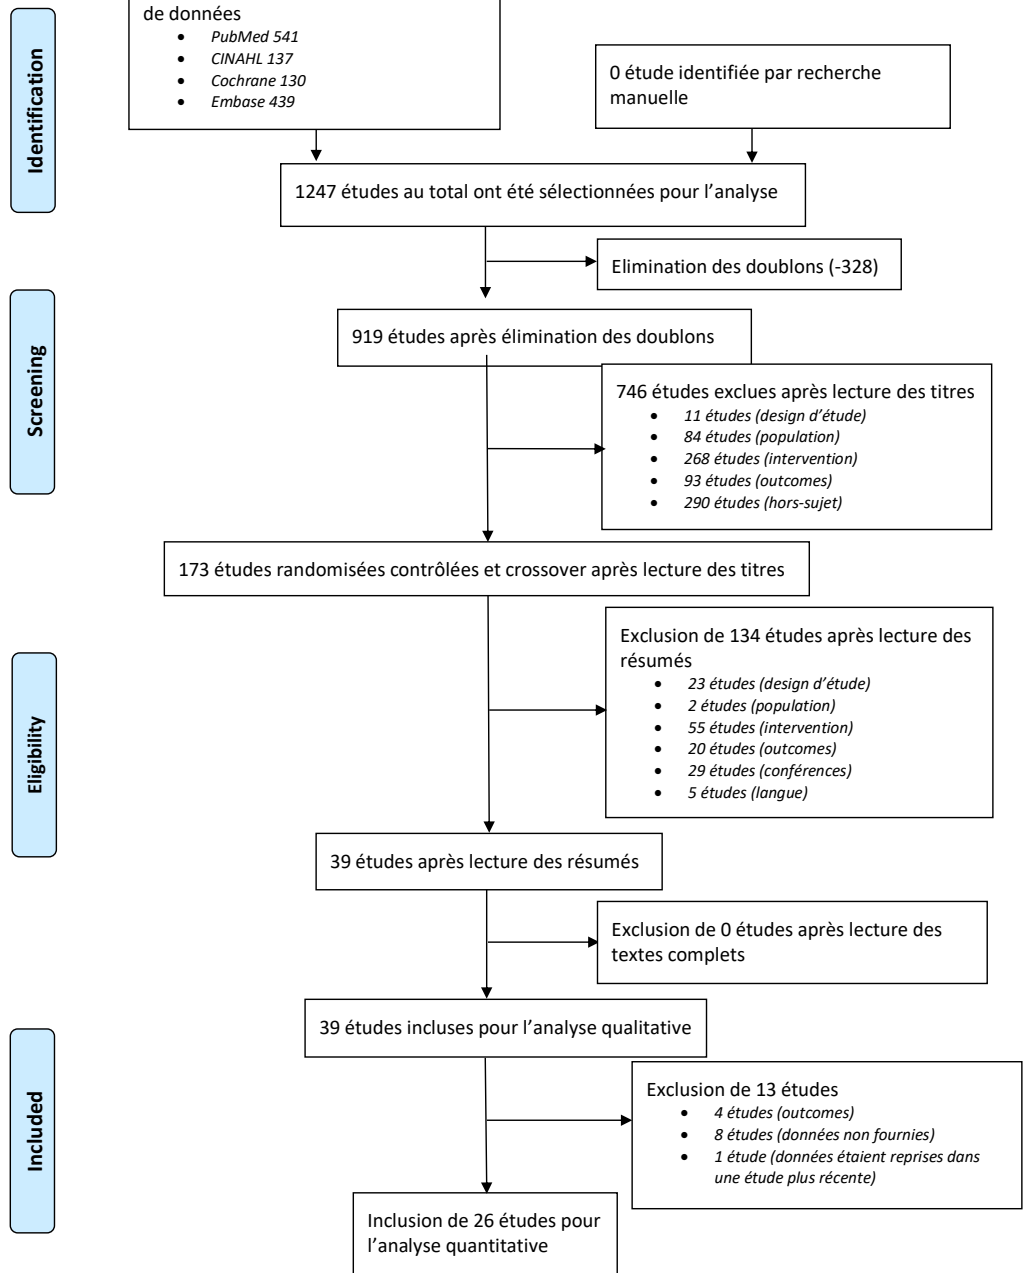 Identification
de données
• PubMed 541
• CINAHL 137
• Cochrane 130
• Embase 439
0 étude identifiée par recherche
manuelle
1247 études au total ont été sélectionnées pour l’analyse
Elimination des doublons (-328)
Screening
919 études après élimination des doublons
746 études exclues après lecture des titres
• 11 études (design d’étude)
• 84 études (population)
• 268 études (intervention)
• 93 études (outcomes)
• 290 études (hors-sujet)
173 études randomisées contrôlées et crossover après lecture des titres
Eligibility
Exclusion de 134 études après lecture des
résumés
• 23 études (design d’étude)
• 2 études (population)
• 55 études (intervention)
• 20 études (outcomes)
• 29 études (conférences)
• 5 études (langue)
39 études après lecture des résumés
Exclusion de 0 études après lecture des
textes complets
Included
39 études incluses pour l’analyse qualitative
Exclusion de 13 études
• 4 études (outcomes)
• 8 études (données non fournies)
• 1 étude (données étaient reprises dans
une étude plus récente)
Inclusion de 26 études pour
l’analyse quantitative